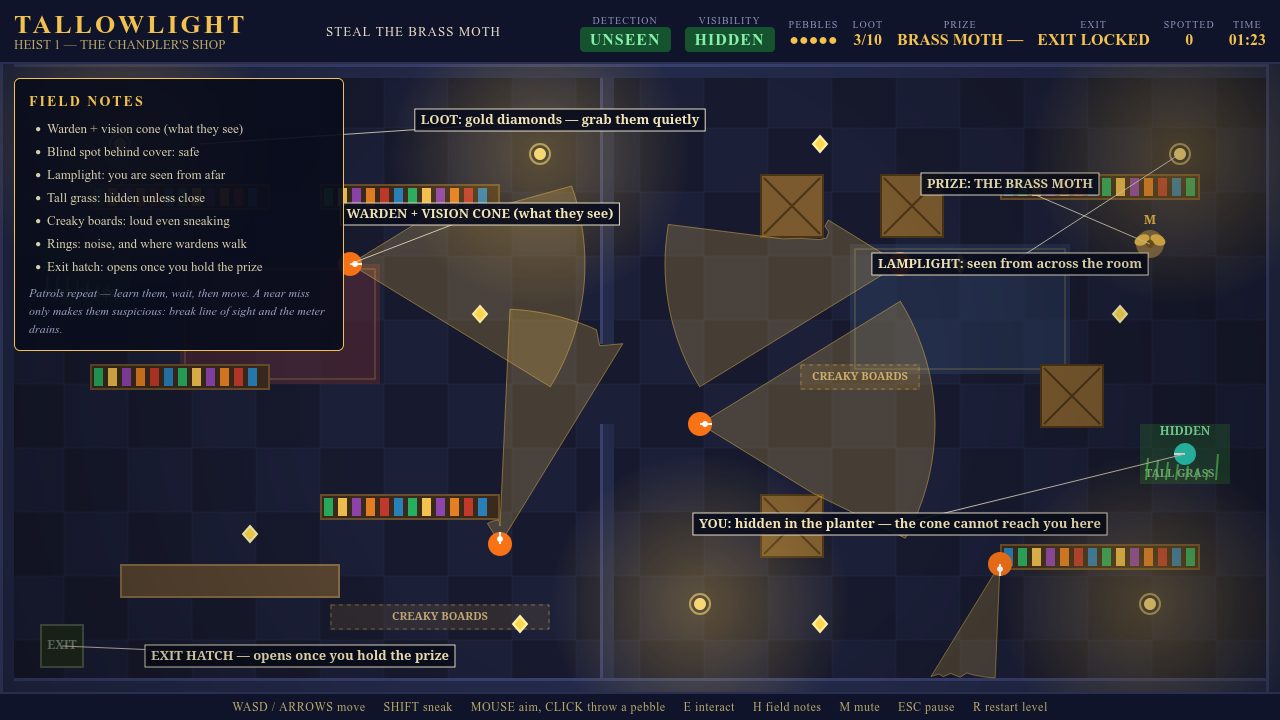 TALLOWLIGHT
HEIST 1 — THE CHANDLER'S SHOP
STEAL THE BRASS MOTH
DETECTION
UNSEEN
VISIBILITY
HIDDEN
PEBBLES
LOOT
3/10
PRIZE
BRASS MOTH —
EXIT
EXIT LOCKED
SPOTTED
0
TIME
01:23
FIELD NOTES
Warden + vision cone (what they see)
Blind spot behind cover: safe
Lamplight: you are seen from afar
Tall grass: hidden unless close
Creaky boards: loud even sneaking
Rings: noise, and where wardens walk
Exit hatch: opens once you hold the prize
Patrols repeat — learn them, wait, then move. A near miss
only makes them suspicious: break line of sight and the meter
drains.
LOOT: gold diamonds — grab them quietly
WARDEN + VISION CONE (what they see)
PRIZE: THE BRASS MOTH
M
LAMPLIGHT: seen from across the room
CREAKY BOARDS
HIDDEN
TALL GRASS
YOU: hidden in the planter — the cone cannot reach you here
CREAKY BOARDS
EXIT
EXIT HATCH — opens once you hold the prize
WASD / ARROWS move SHIFT sneak MOUSE aim, CLICK throw a pebble E interact H field notes M mute ESC pause R restart level